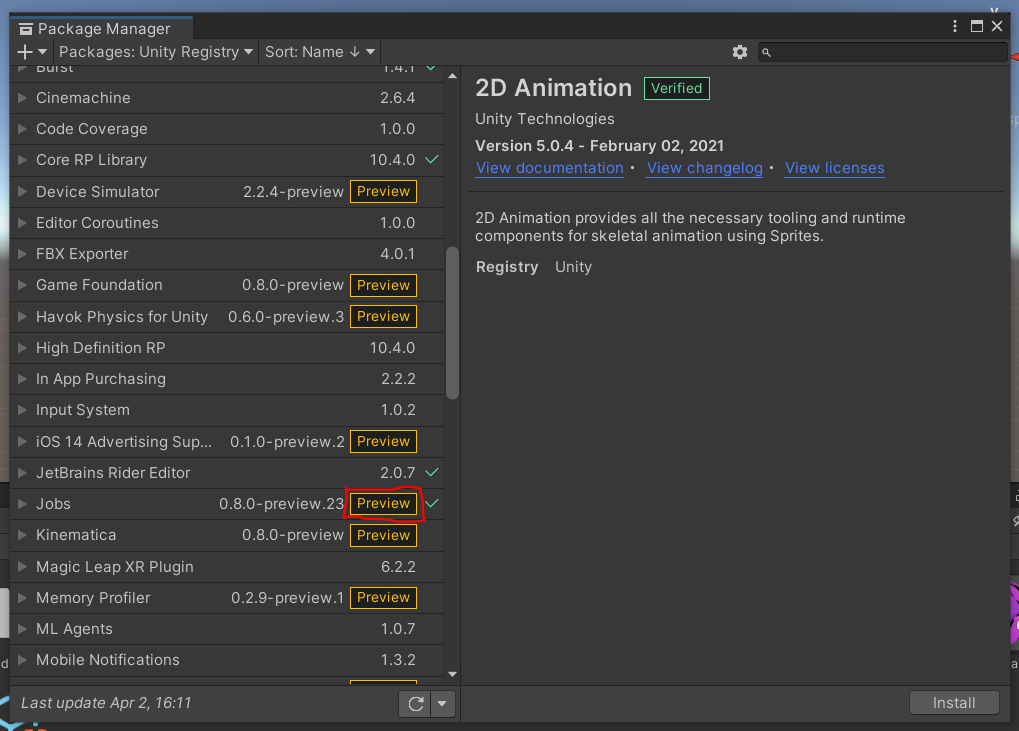 Package Manager
Packages: Unity Registry Sort: Name ↓
Burst 1.4.1
Cinemachine 2.6.4
Code Coverage 1.0.0
Core RP Library 10.4.0
Device Simulator 2.2.4-preview Preview
Editor Coroutines 1.0.0
FBX Exporter 4.0.1
Game Foundation 0.8.0-preview Preview
Havok Physics for Unity 0.6.0-preview.3 Preview
High Definition RP 10.4.0
In App Purchasing 2.2.2
Input System 1.0.2
iOS 14 Advertising Sup... 0.1.0-preview.2 Preview
JetBrains Rider Editor 2.0.7
Jobs 0.8.0-preview.23 Preview
Kinematica 0.8.0-preview Preview
Magic Leap XR Plugin 6.2.2
Memory Profiler 0.2.9-preview.1 Preview
ML Agents 1.0.7
Mobile Notifications 1.3.2
Last update Apr 2, 16:11
2D Animation Verified
Unity Technologies
Version 5.0.4 - February 02, 2021
View documentation • View changelog • View licenses
2D Animation provides all the necessary tooling and runtime
components for skeletal animation using Sprites.
Registry Unity
Install